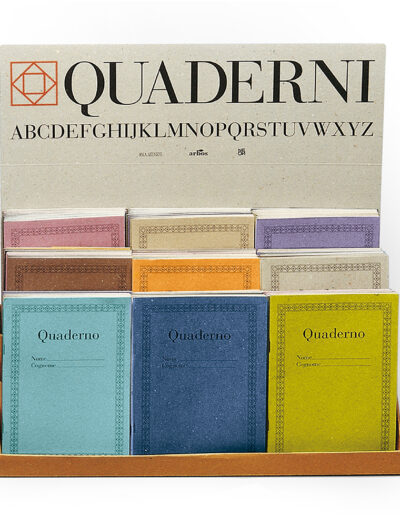 QUADERNI
ABCDEFGHIJKLMNOPQRSTUVWXYZ
arbos
Quaderno
Nome
Cognome
Quaderno
Nome
Cognome
Quaderno
Nome
Cognome